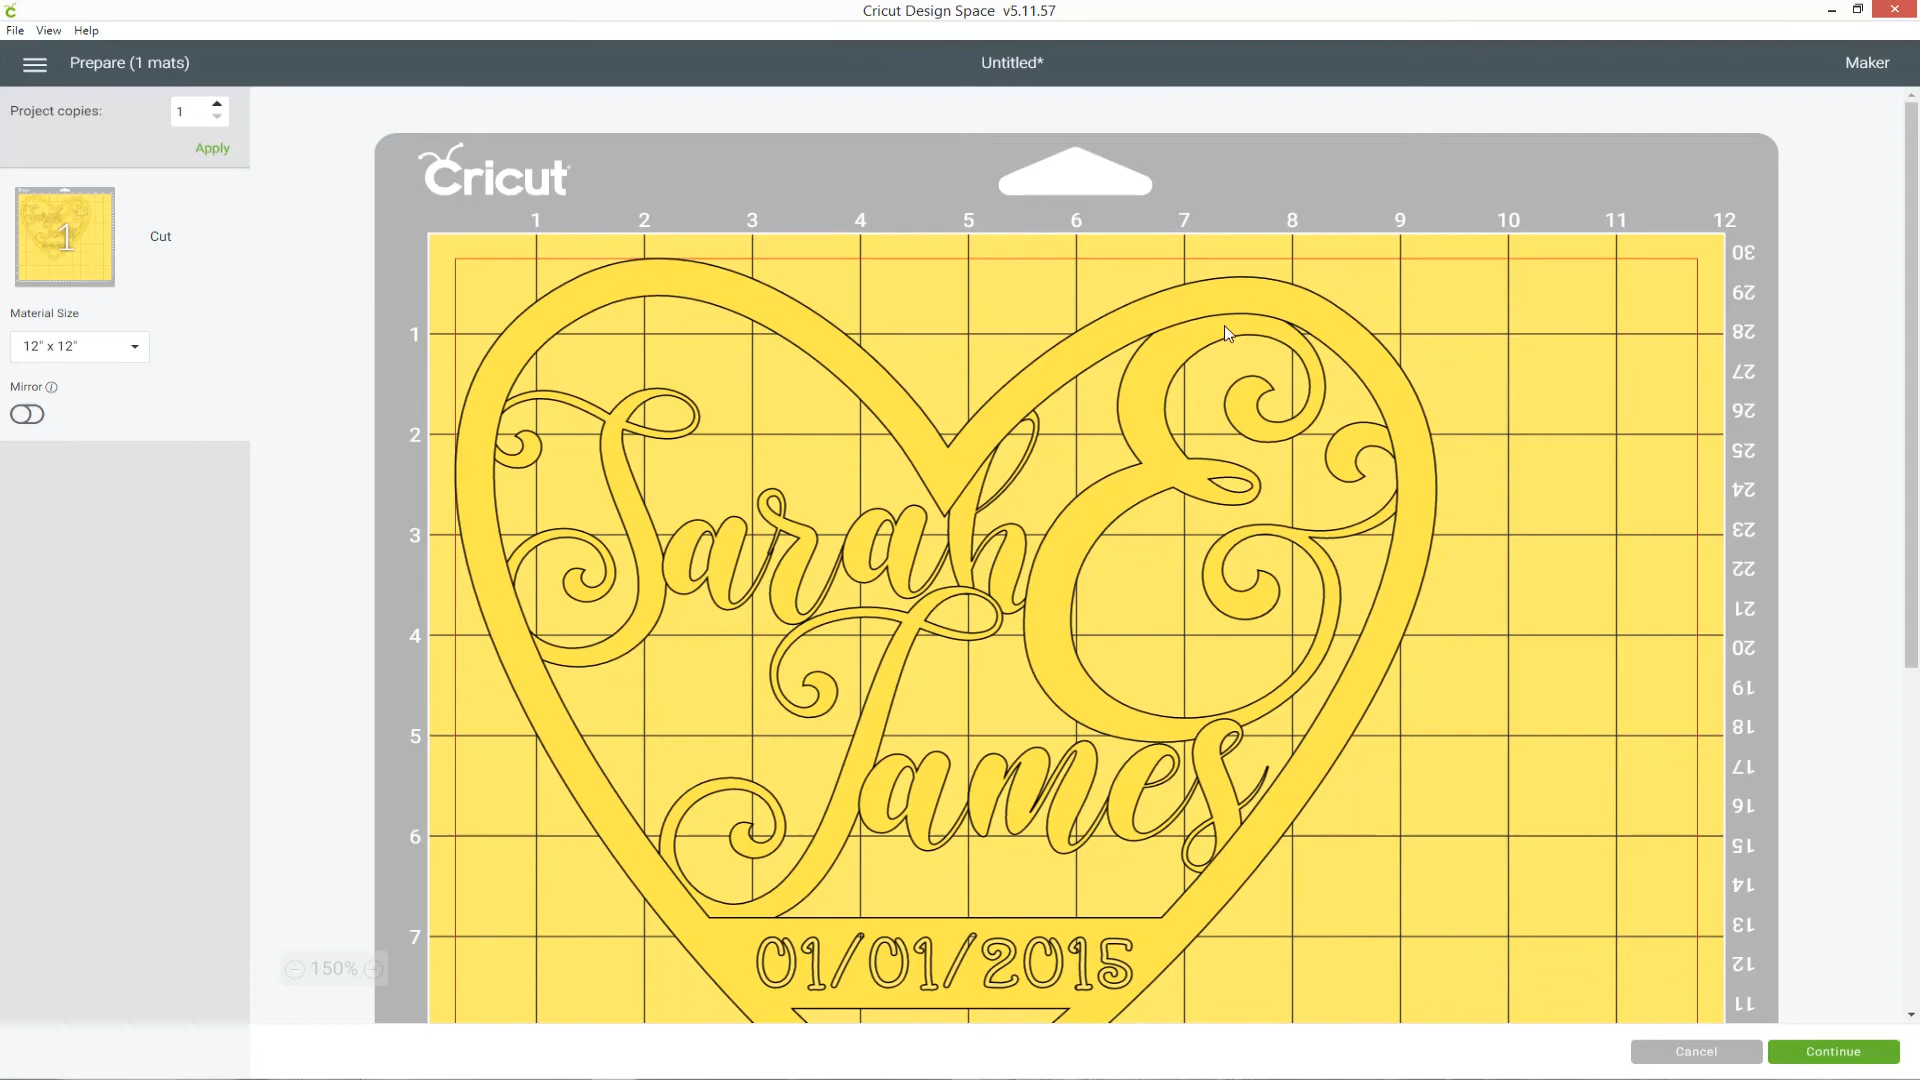 Cricut Design Space v5.11.57
File View Help
Prepare (1 mats)
Untitled*
Maker
Project copies:
1
Apply
1
Cut
Material Size
12" x 12"
Mirror
Cricut
1 2 3 4 5 6 7 8 9 10 11 12
1
2
3
4
5
6
7
30
29
28
27
26
25
24
23
22
21
20
19
18
17
16
15
14
13
12
11
Sarah
E
James
01/01/2015
150%
Cancel
Continue